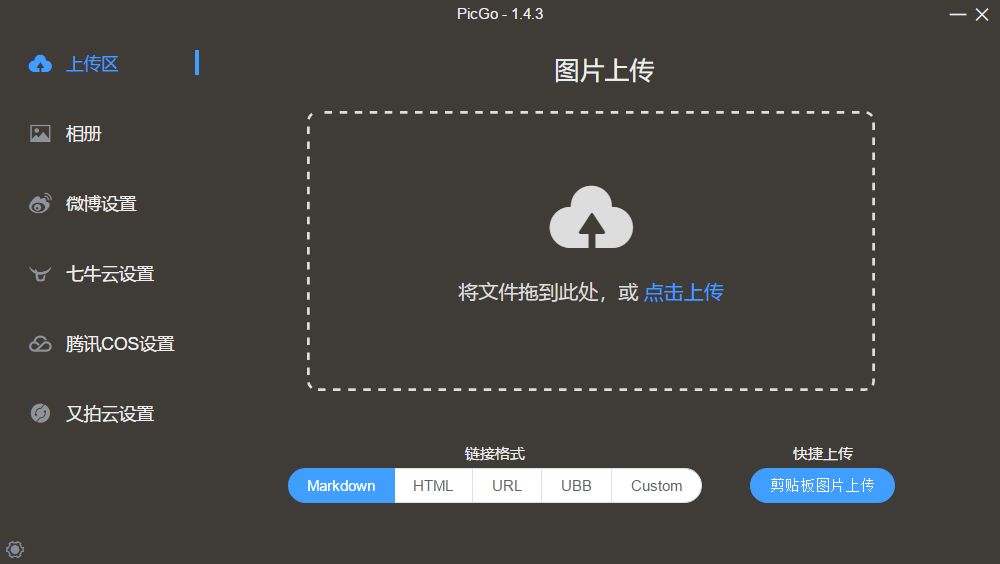 PicGo - 1.4.3
上传区
相册
微博设置
七牛云设置
腾讯COS设置
又拍云设置
图片上传
将文件拖到此处，或 点击上传
链接格式
Markdown HTML URL UBB Custom
快捷上传
剪贴板图片上传